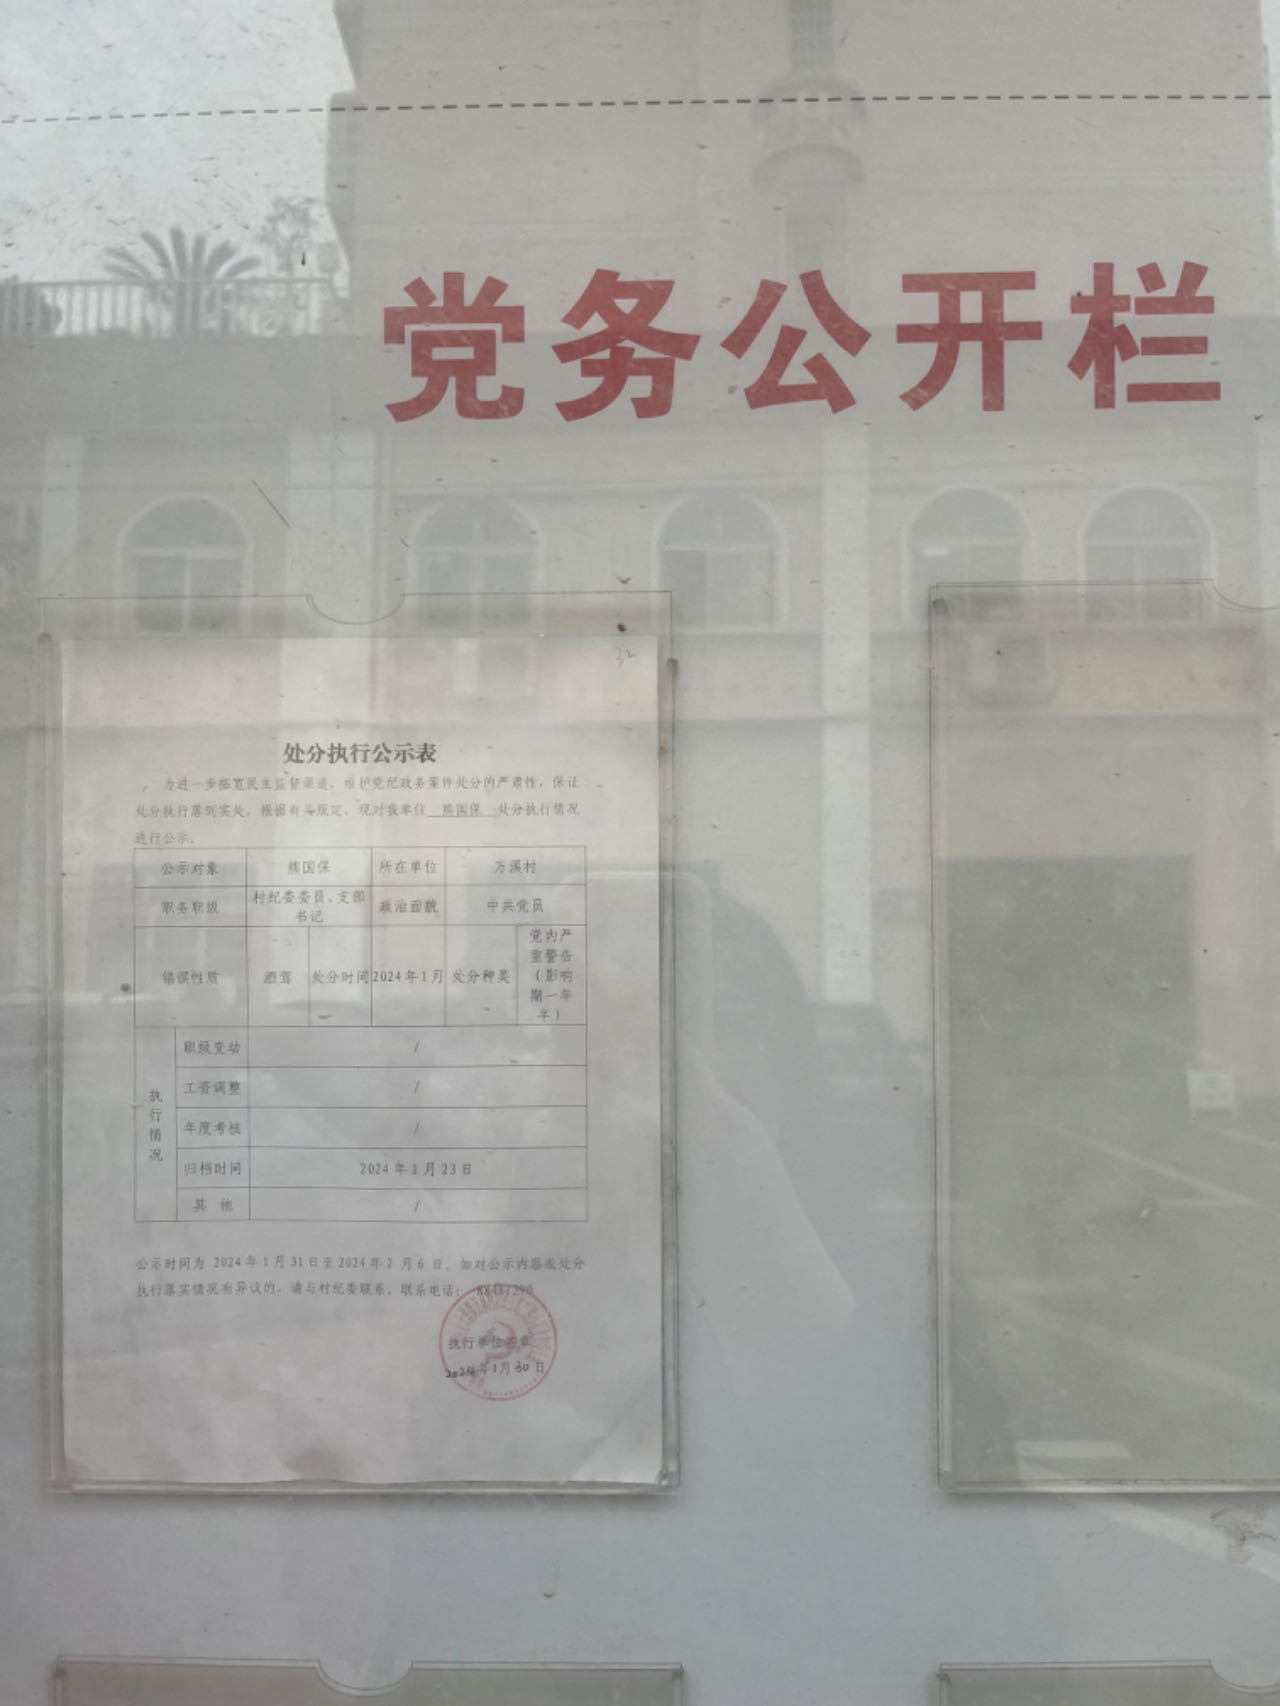 党务公开栏
32
处分执行公示表
为进一步拓宽民主监督渠道，维护党纪政务案件处分的严肃性，保证
处分执行落到实处，根据有关规定，现对我单位 熊国保 处分执行情况
进行公示。
公示对象 熊国保 所在单位 万溪村
职务职级 村纪委委员、支部
书记 政治面貌 中共党员
错误性质 酒驾 处分时间 2024年1月 处分种类 党内严
重警告
（影响
期一年
半）
执行情况
职级变动 /
工资调整 /
年度考核 /
归档时间 2024年1月23日
其 他 /
公示时间为 2024年1月31日至2024年2月6日，如对公示内容或处分
执行落实情况有异议的，请与村纪委联系，联系电话：
执行单位签章
2024年1月30日